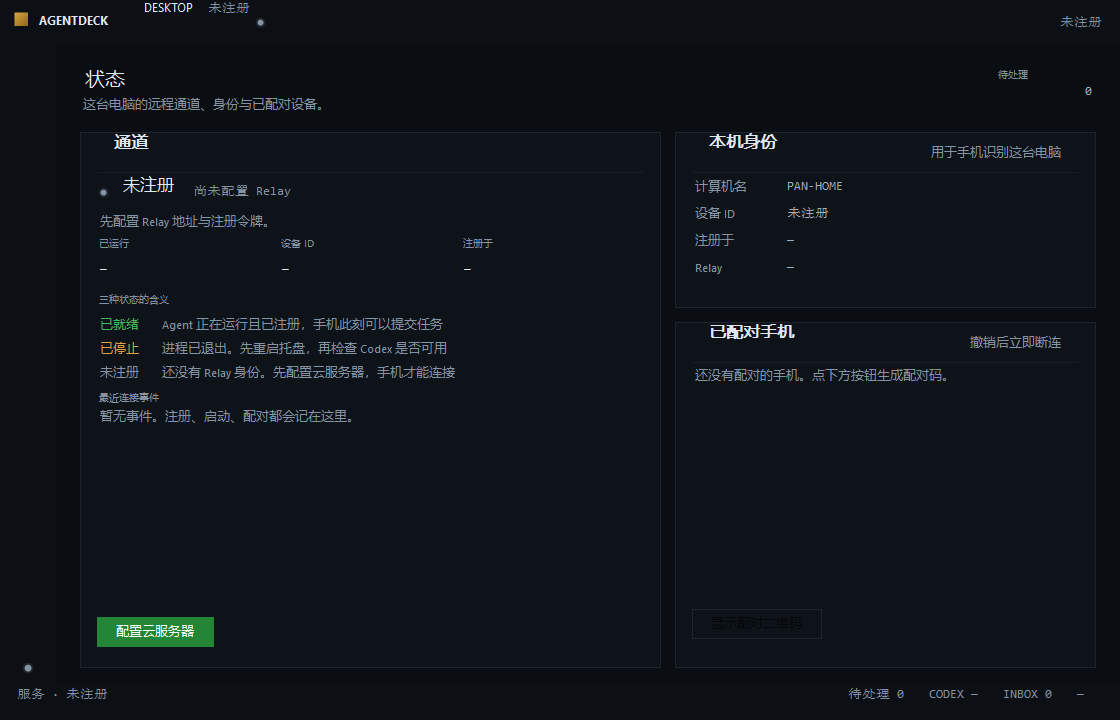 AGENTDECK DESKTOP 未注册 未注册
状态
这台电脑的远程通道、身份与已配对设备。
待处理
0
通道
未注册 尚未配置 Relay
先配置 Relay 地址与注册令牌。
已运行 设备 ID 注册于
— — —
三种状态的含义
已就绪 Agent 正在运行且已注册，手机此刻可以提交任务
已停止 进程已退出。先重启托盘，再检查 Codex 是否可用
未注册 还没有 Relay 身份。先配置云服务器，手机才能连接
最近连接事件
暂无事件。注册、启动、配对都会记在这里。
配置云服务器
本机身份 用于手机识别这台电脑
计算机名 PAN-HOME
设备 ID 未注册
注册于 —
Relay —
已配对手机 撤销后立即断连
还没有配对的手机。点下方按钮生成配对码。
显示配对二维码
服务 · 未注册 待处理 0 CODEX — INBOX 0 —